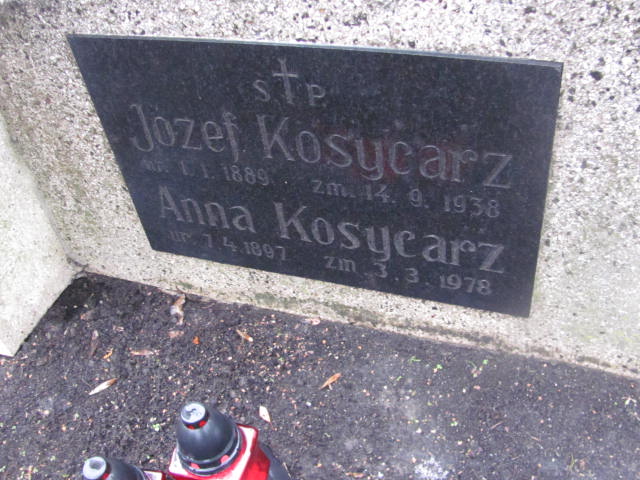 Ś † P
Józef Kosycarz
ur. 1. 1. 1889 zm. 14. 9. 1938
Anna Kosycarz
ur. 7. 4. 1897 zm. 3. 3. 1978